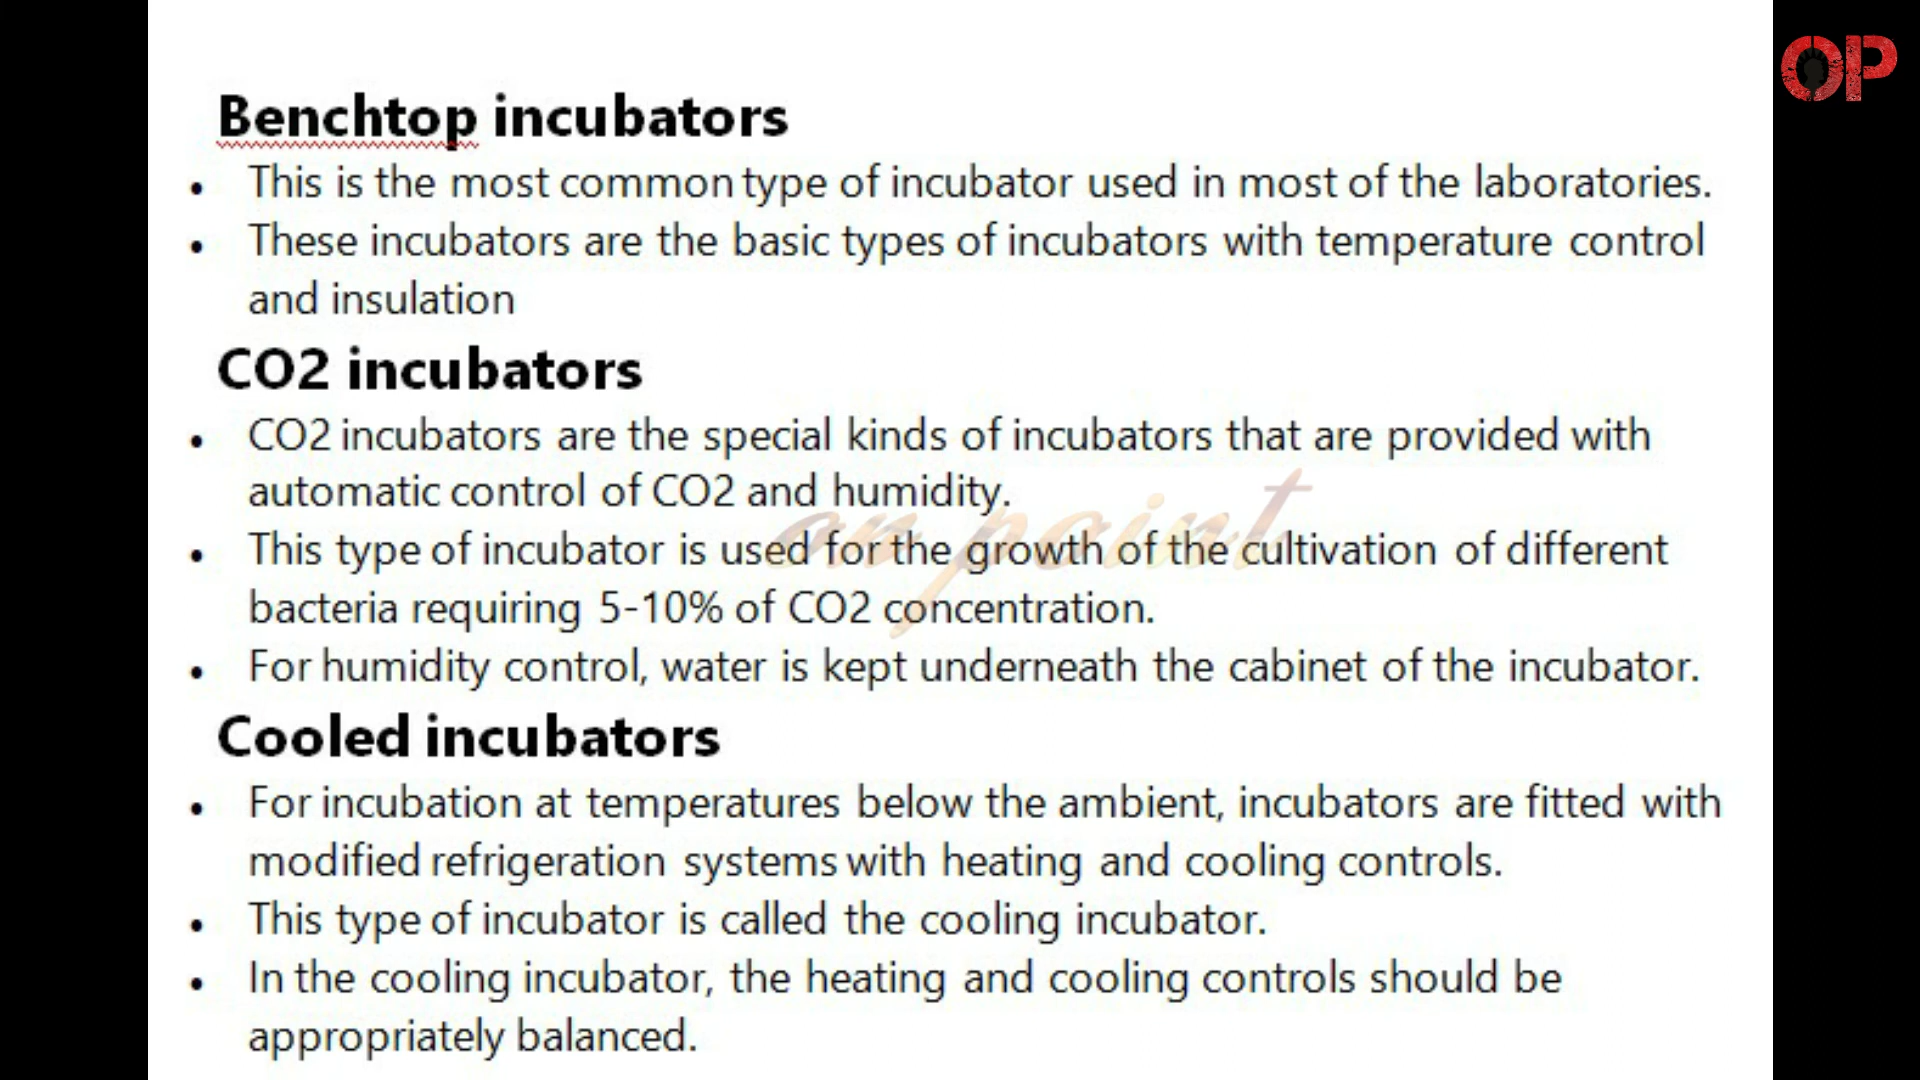 OP
Benchtop incubators
• This is the most common type of incubator used in most of the laboratories.
• These incubators are the basic types of incubators with temperature control
and insulation
CO2 incubators
• CO2 incubators are the special kinds of incubators that are provided with
automatic control of CO2 and humidity.
on point
• This type of incubator is used for the growth of the cultivation of different
bacteria requiring 5-10% of CO2 concentration.
• For humidity control, water is kept underneath the cabinet of the incubator.
Cooled incubators
• For incubation at temperatures below the ambient, incubators are fitted with
modified refrigeration systems with heating and cooling controls.
• This type of incubator is called the cooling incubator.
• In the cooling incubator, the heating and cooling controls should be
appropriately balanced.